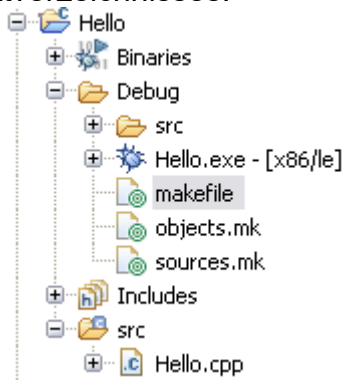 Hello
Binaries
Debug
src
Hello.exe - [x86/le]
makefile
objects.mk
sources.mk
Includes
src
Hello.cpp